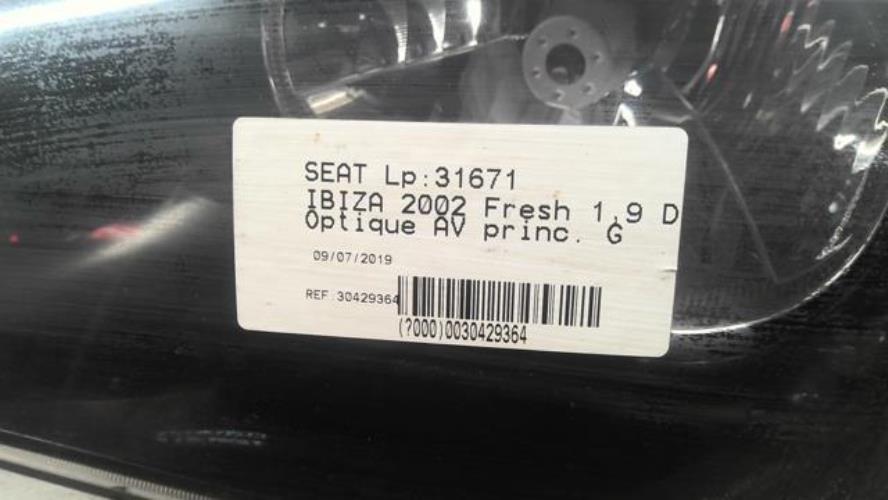 SEAT Lp:31671
IBIZA 2002 Fresh 1,9 D
Optique AV princ. G
09/07/2019
REF:30429364
(?000)0030429364